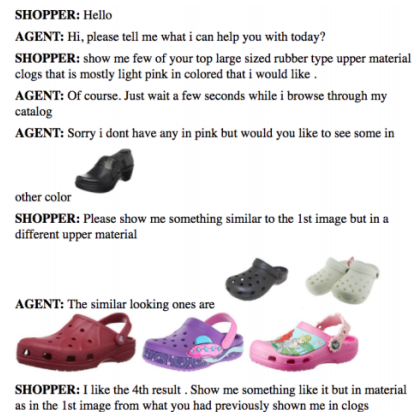 SHOPPER: Hello
AGENT: Hi, please tell me what i can help you with today?
SHOPPER: show me few of your top large sized rubber type upper material
clogs that is mostly light pink in colored that i would like .
AGENT: Of course. Just wait a few seconds while i browse through my
catalog
AGENT: Sorry i dont have any in pink but would you like to see some in
other color
SHOPPER: Please show me something similar to the 1st image but in a
different upper material
AGENT: The similar looking ones are
SHOPPER: I like the 4th result . Show me something like it but in material
as in the 1st image from what you had previously shown me in clogs